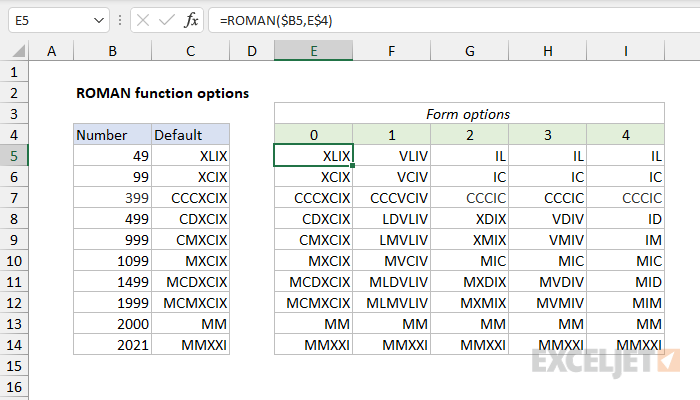 E5 fx =ROMAN($B5,E$4)
A B C D E F G H I
1
2 ROMAN function options
3 Form options
4 Number Default 0 1 2 3 4
5 49 XLIX XLIX VLIV IL IL IL
6 99 XCIX XCIX VCIV IC IC IC
7 399 CCCXCIX CCCXCIX CCCVCIV CCCIC CCCIC CCCIC
8 499 CDXCIX CDXCIX LDVLIV XDIX VDIV ID
9 999 CMXCIX CMXCIX LMVLIV XMIX VMIV IM
10 1099 MXCIX MXCIX MVCIV MIC MIC MIC
11 1499 MCDXCIX MCDXCIX MLDVLIV MXDIX MVDIV MID
12 1999 MCMXCIX MCMXCIX MLMVLIV MXMIX MVMIV MIM
13 2000 MM MM MM MM MM MM
14 2021 MMXXI MMXXI MMXXI MMXXI MMXXI MMXXI
15 EXCELJET
16